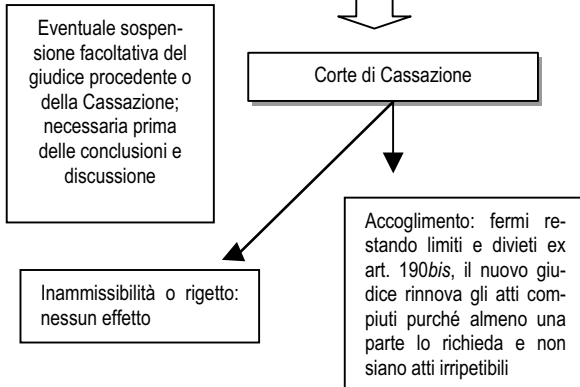 Eventuale sospen-
sione facoltativa del
giudice procedente o
della Cassazione;
necessaria prima
delle conclusioni e
discussione
Corte di Cassazione
Inammissibilità o rigetto:
nessun effetto
Accoglimento: fermi re-
stando limiti e divieti ex
art. 190bis, il nuovo giu-
dice rinnova gli atti com-
piuti purché almeno una
parte lo richieda e non
siano atti irripetibili